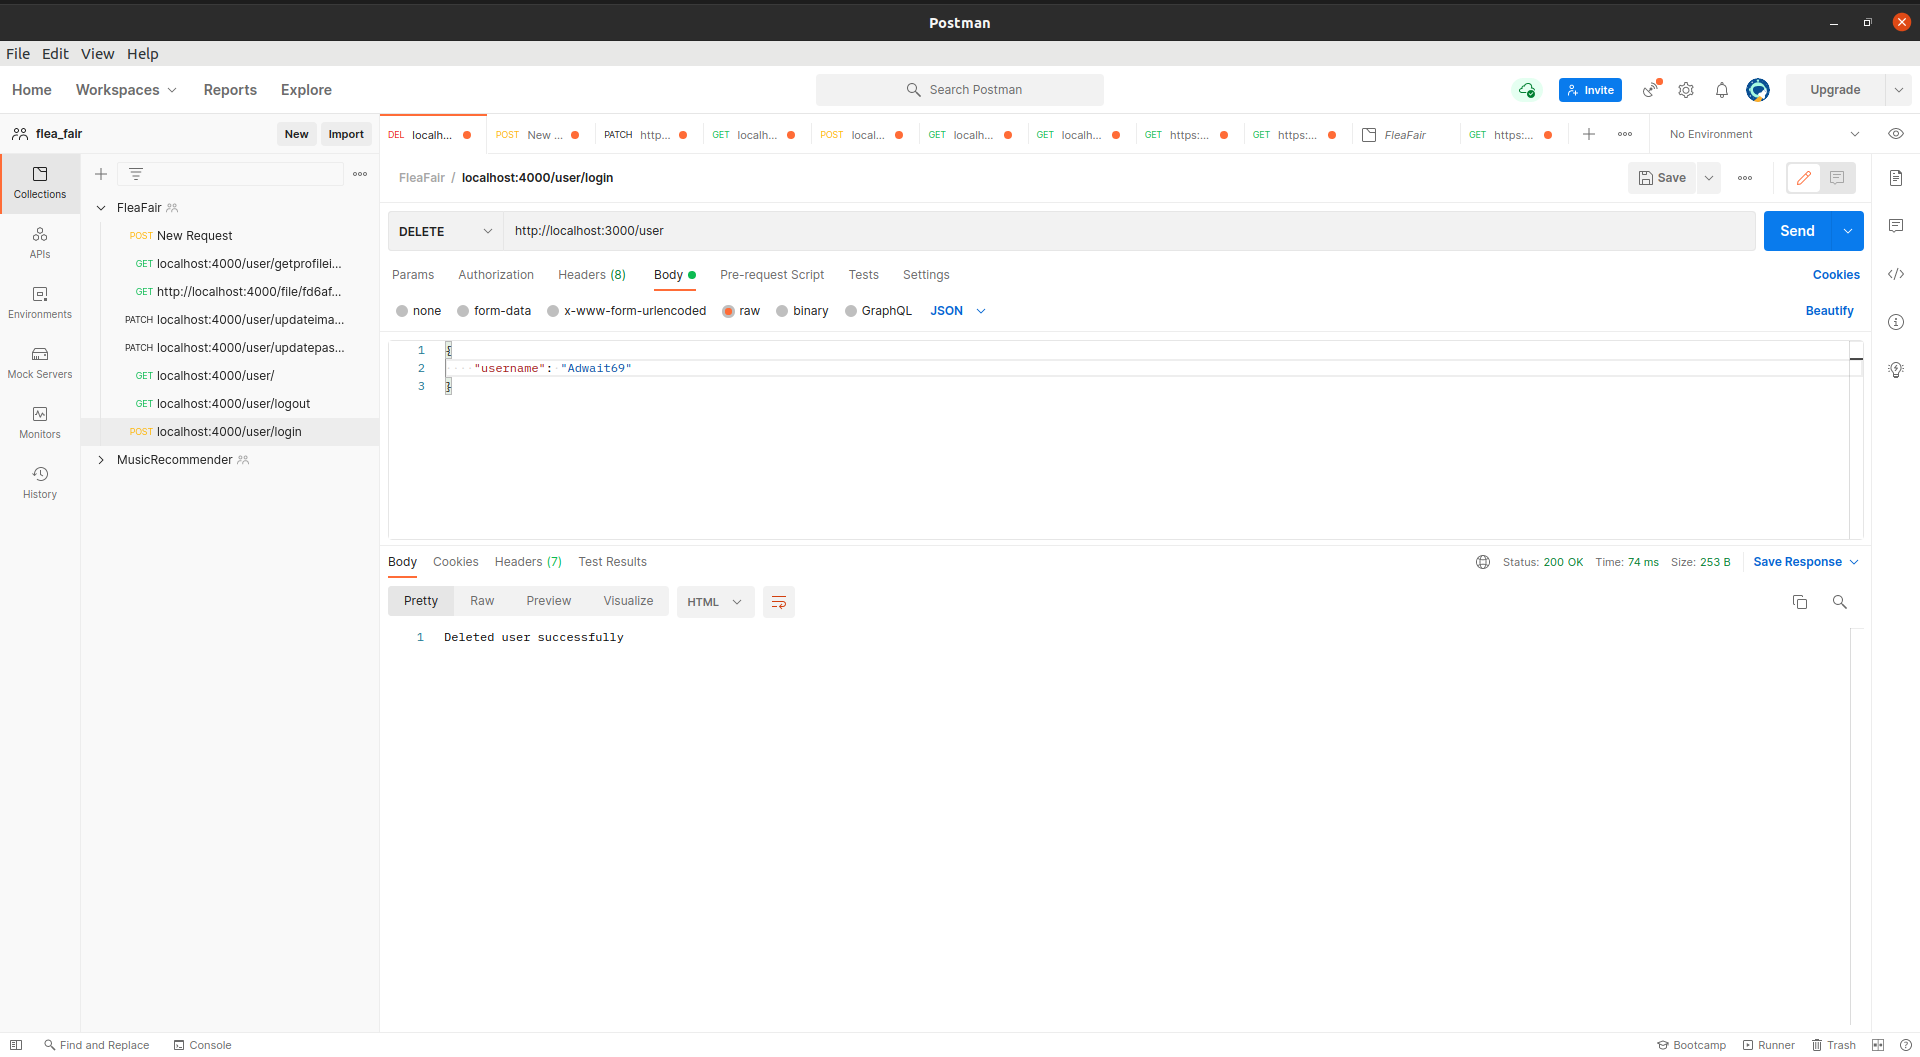 Postman
File Edit View Help
Home Workspaces Reports Explore Search Postman Invite Upgrade
flea_fair New Import DEL localh... POST New ... PATCH http... GET localh... POST local... GET localh... GET localh... GET https:... GET https:... FleaFair GET https:... No Environment
Collections
APIs
Environments
Mock Servers
Monitors
History
FleaFair
POST New Request
GET localhost:4000/user/getprofilei...
GET http://localhost:4000/file/fd6af...
PATCH localhost:4000/user/updateima...
PATCH localhost:4000/user/updatepas...
GET localhost:4000/user/
GET localhost:4000/user/logout
POST localhost:4000/user/login
MusicRecommender
FleaFair / localhost:4000/user/login Save
DELETE http://localhost:3000/user Send
Params Authorization Headers (8) Body Pre-request Script Tests Settings Cookies
none form-data x-www-form-urlencoded raw binary GraphQL JSON Beautify
1 {
2 "username": "Adwait69"
3 }
Body Cookies Headers (7) Test Results Status: 200 OK Time: 74 ms Size: 253 B Save Response
Pretty Raw Preview Visualize HTML
1 Deleted user successfully
Find and Replace Console Bootcamp Runner Trash